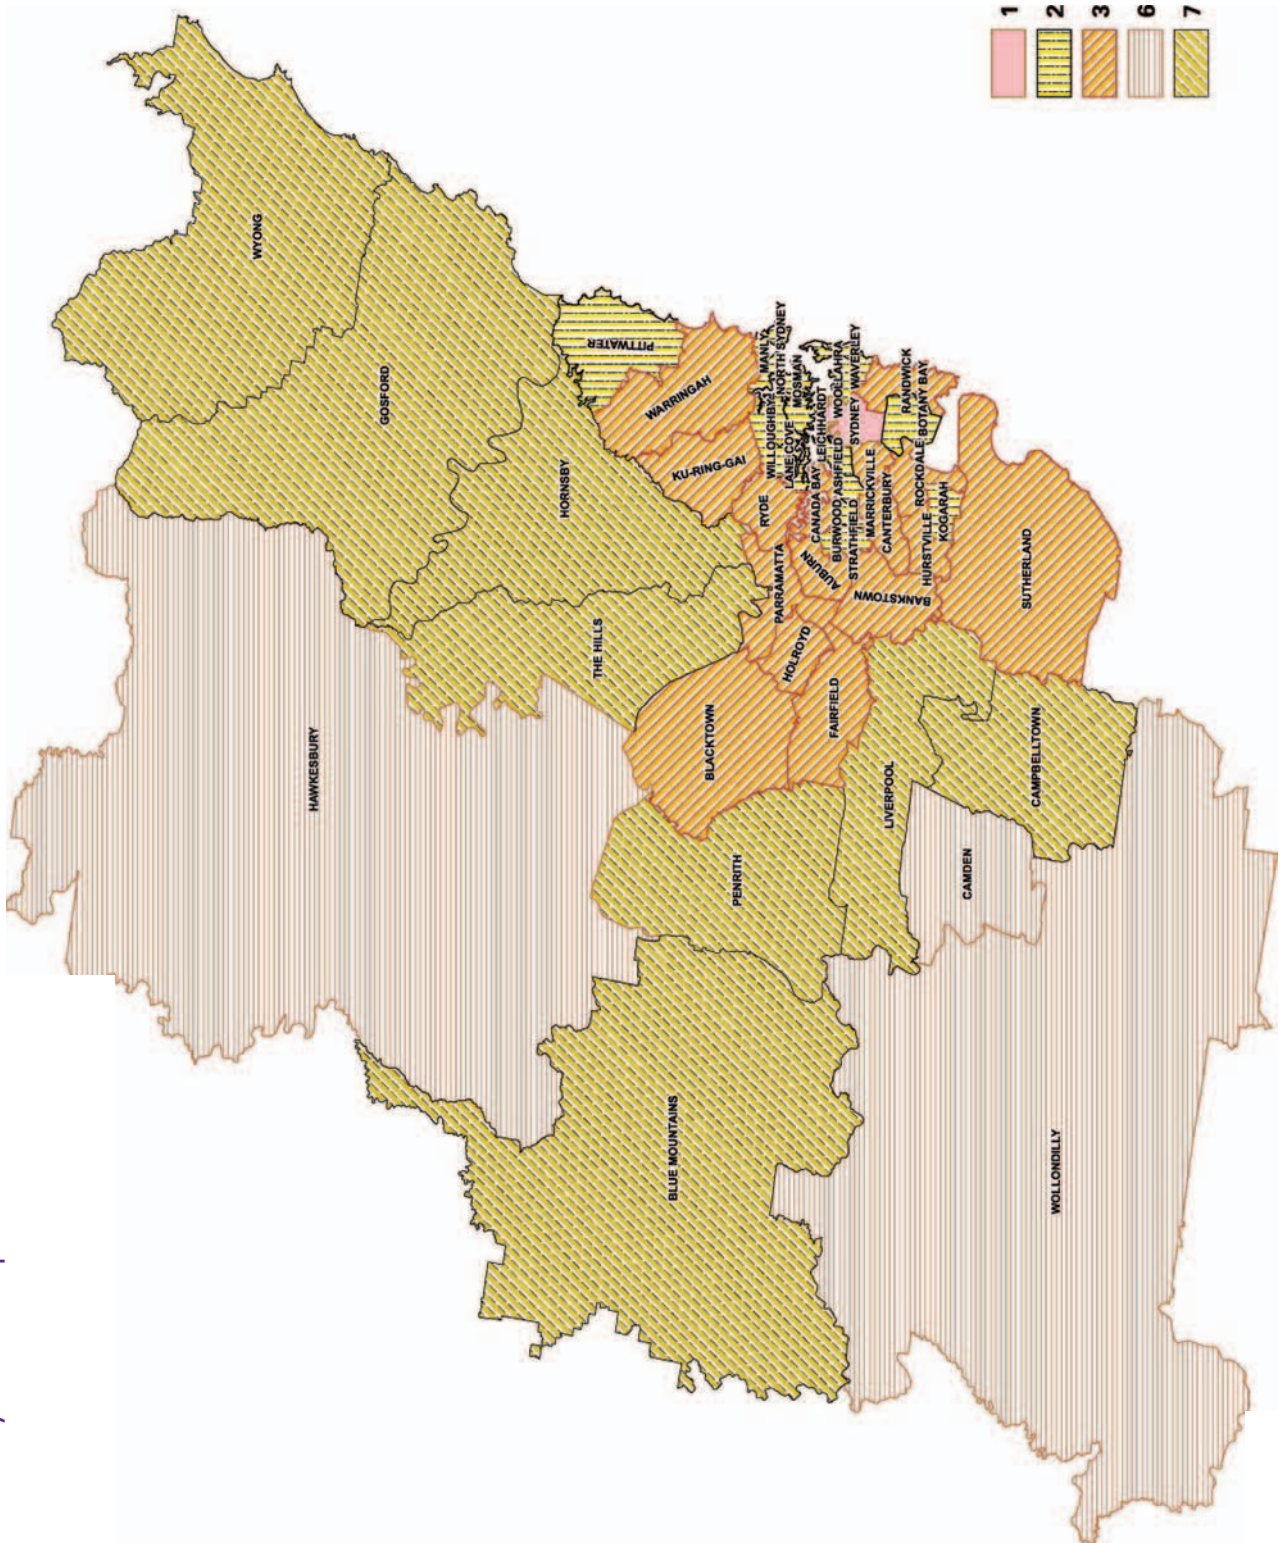 WYONG
GOSFORD
HORNSBY
PITTWATER
WARRINGAH
KU-RING-GAI
HAWKESBURY
THE HILLS
RYDE
WILLOUGHBY
LANE COVE
MANLY
NORTH SYDNEY
MOSMAN
PARRAMATTA
AUBURN
CANADA BAY
LEICHHARDT
BURWOOD
ASHFIELD
WOOLLAHRA
STRATHFIELD
SYDNEY
WAVERLEY
MARRICKVILLE
CANTERBURY
RANDWICK
BOTANY BAY
ROCKDALE
HURSTVILLE
KOGARAH
BANKSTOWN
HOLROYD
BLACKTOWN
FAIRFIELD
SUTHERLAND
LIVERPOOL
CAMPBELLTOWN
PENRITH
CAMDEN
BLUE MOUNTAINS
WOLLONDILLY
1
2
3
6
7